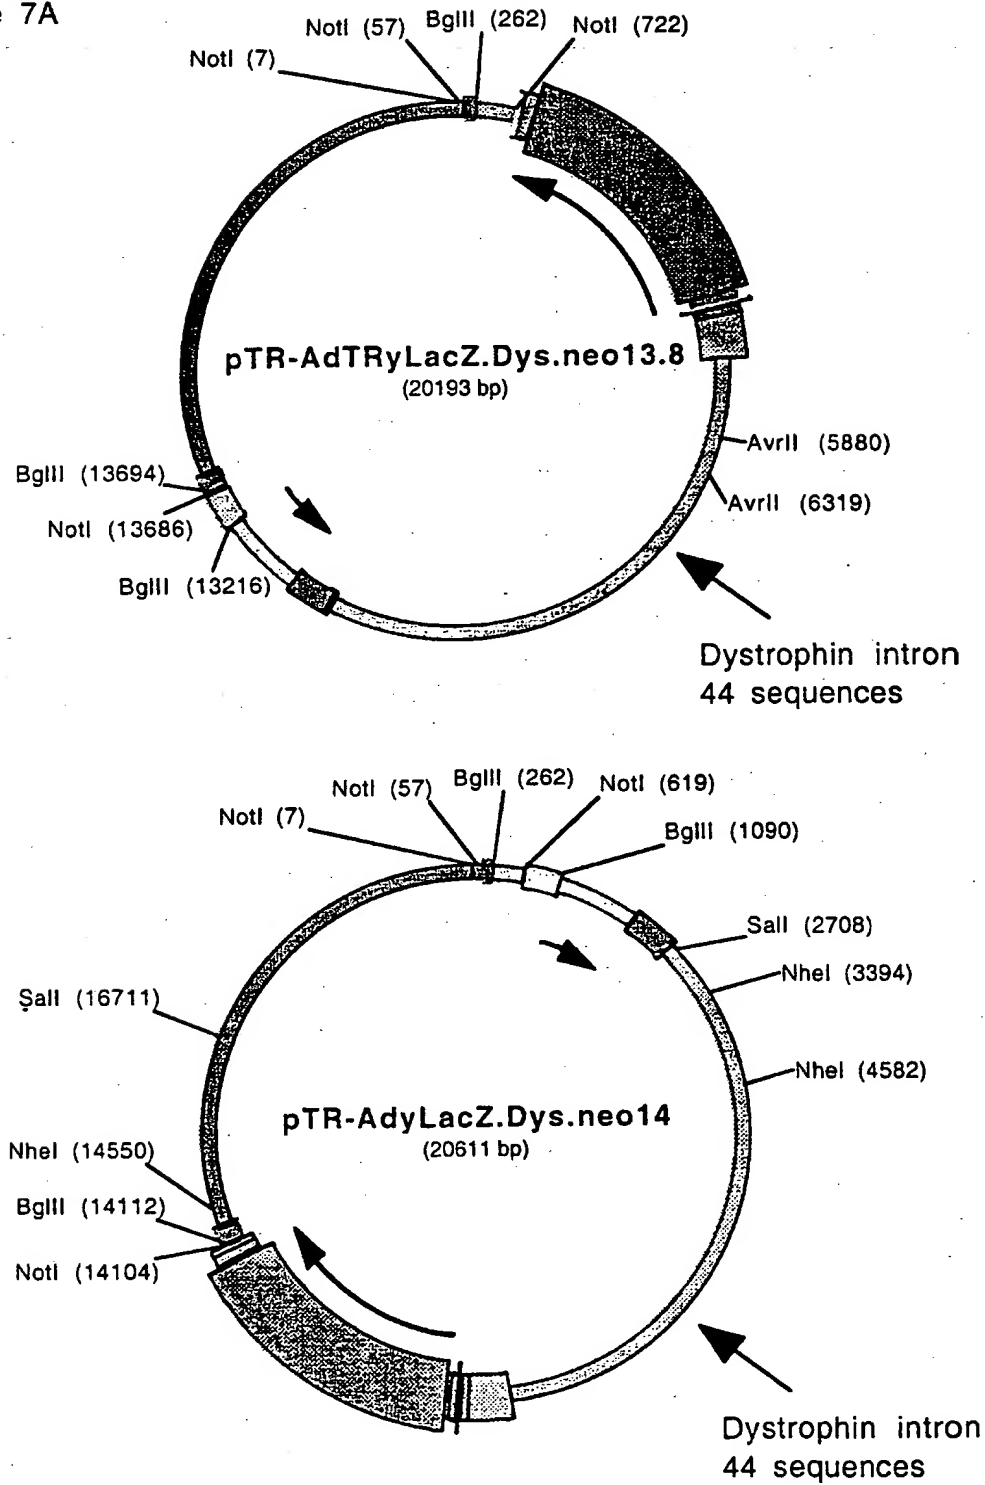 7A
NotI (7)
NotI (57)
BglII (262)
NotI (722)
pTR-AdTRyLacZ.Dys.neo13.8
(20193 bp)
AvrII (5880)
AvrII (6319)
BglII (13694)
NotI (13686)
BglII (13216)
Dystrophin intron
44 sequences
NotI (7)
NotI (57)
BglII (262)
NotI (619)
BglII (1090)
SalI (2708)
NheI (3394)
SalI (16711)
NheI (4582)
pTR-AdyLacZ.Dys.neo14
(20611 bp)
NheI (14550)
BglII (14112)
NotI (14104)
Dystrophin intron
44 sequences